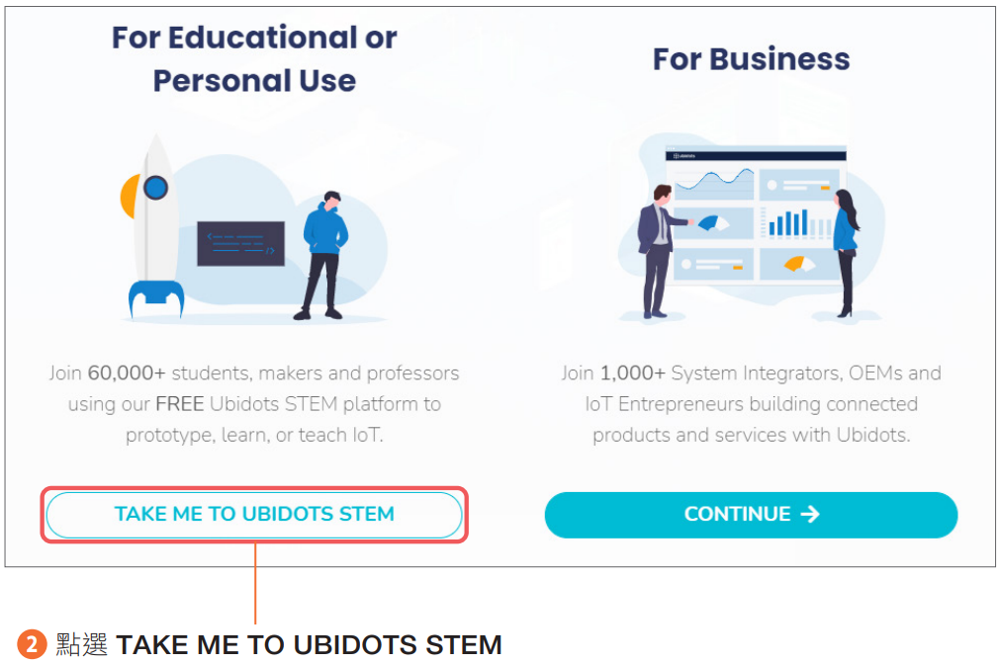 For Educational or
Personal Use
Join 60,000+ students, makers and professors
using our FREE Ubidots STEM platform to
prototype, learn, or teach IoT.
TAKE ME TO UBIDOTS STEM
For Business
UBIDOTS
Join 1,000+ System Integrators, OEMs and
IoT Entrepreneurs building connected
products and services with Ubidots.
CONTINUE →
2 點選 TAKE ME TO UBIDOTS STEM